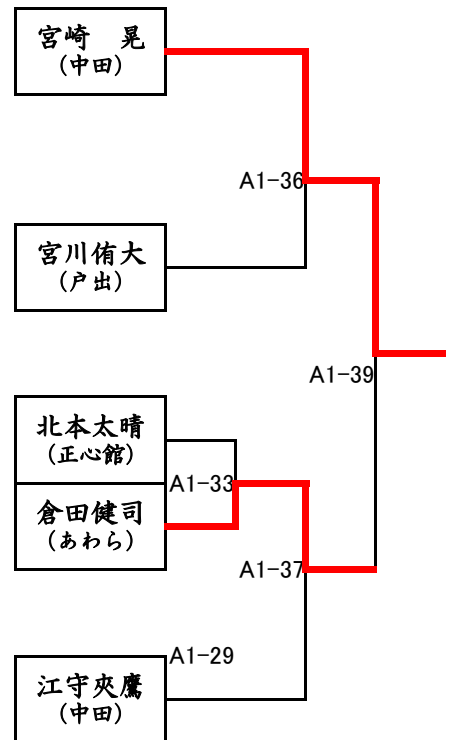 宮崎　晃
(中田)
A1-36
宮川侑大
(戸出)
A1-39
北本太晴
(正心館)
A1-33
倉田健司
(あわら)
A1-37
A1-29
江守夾鷹
(中田)